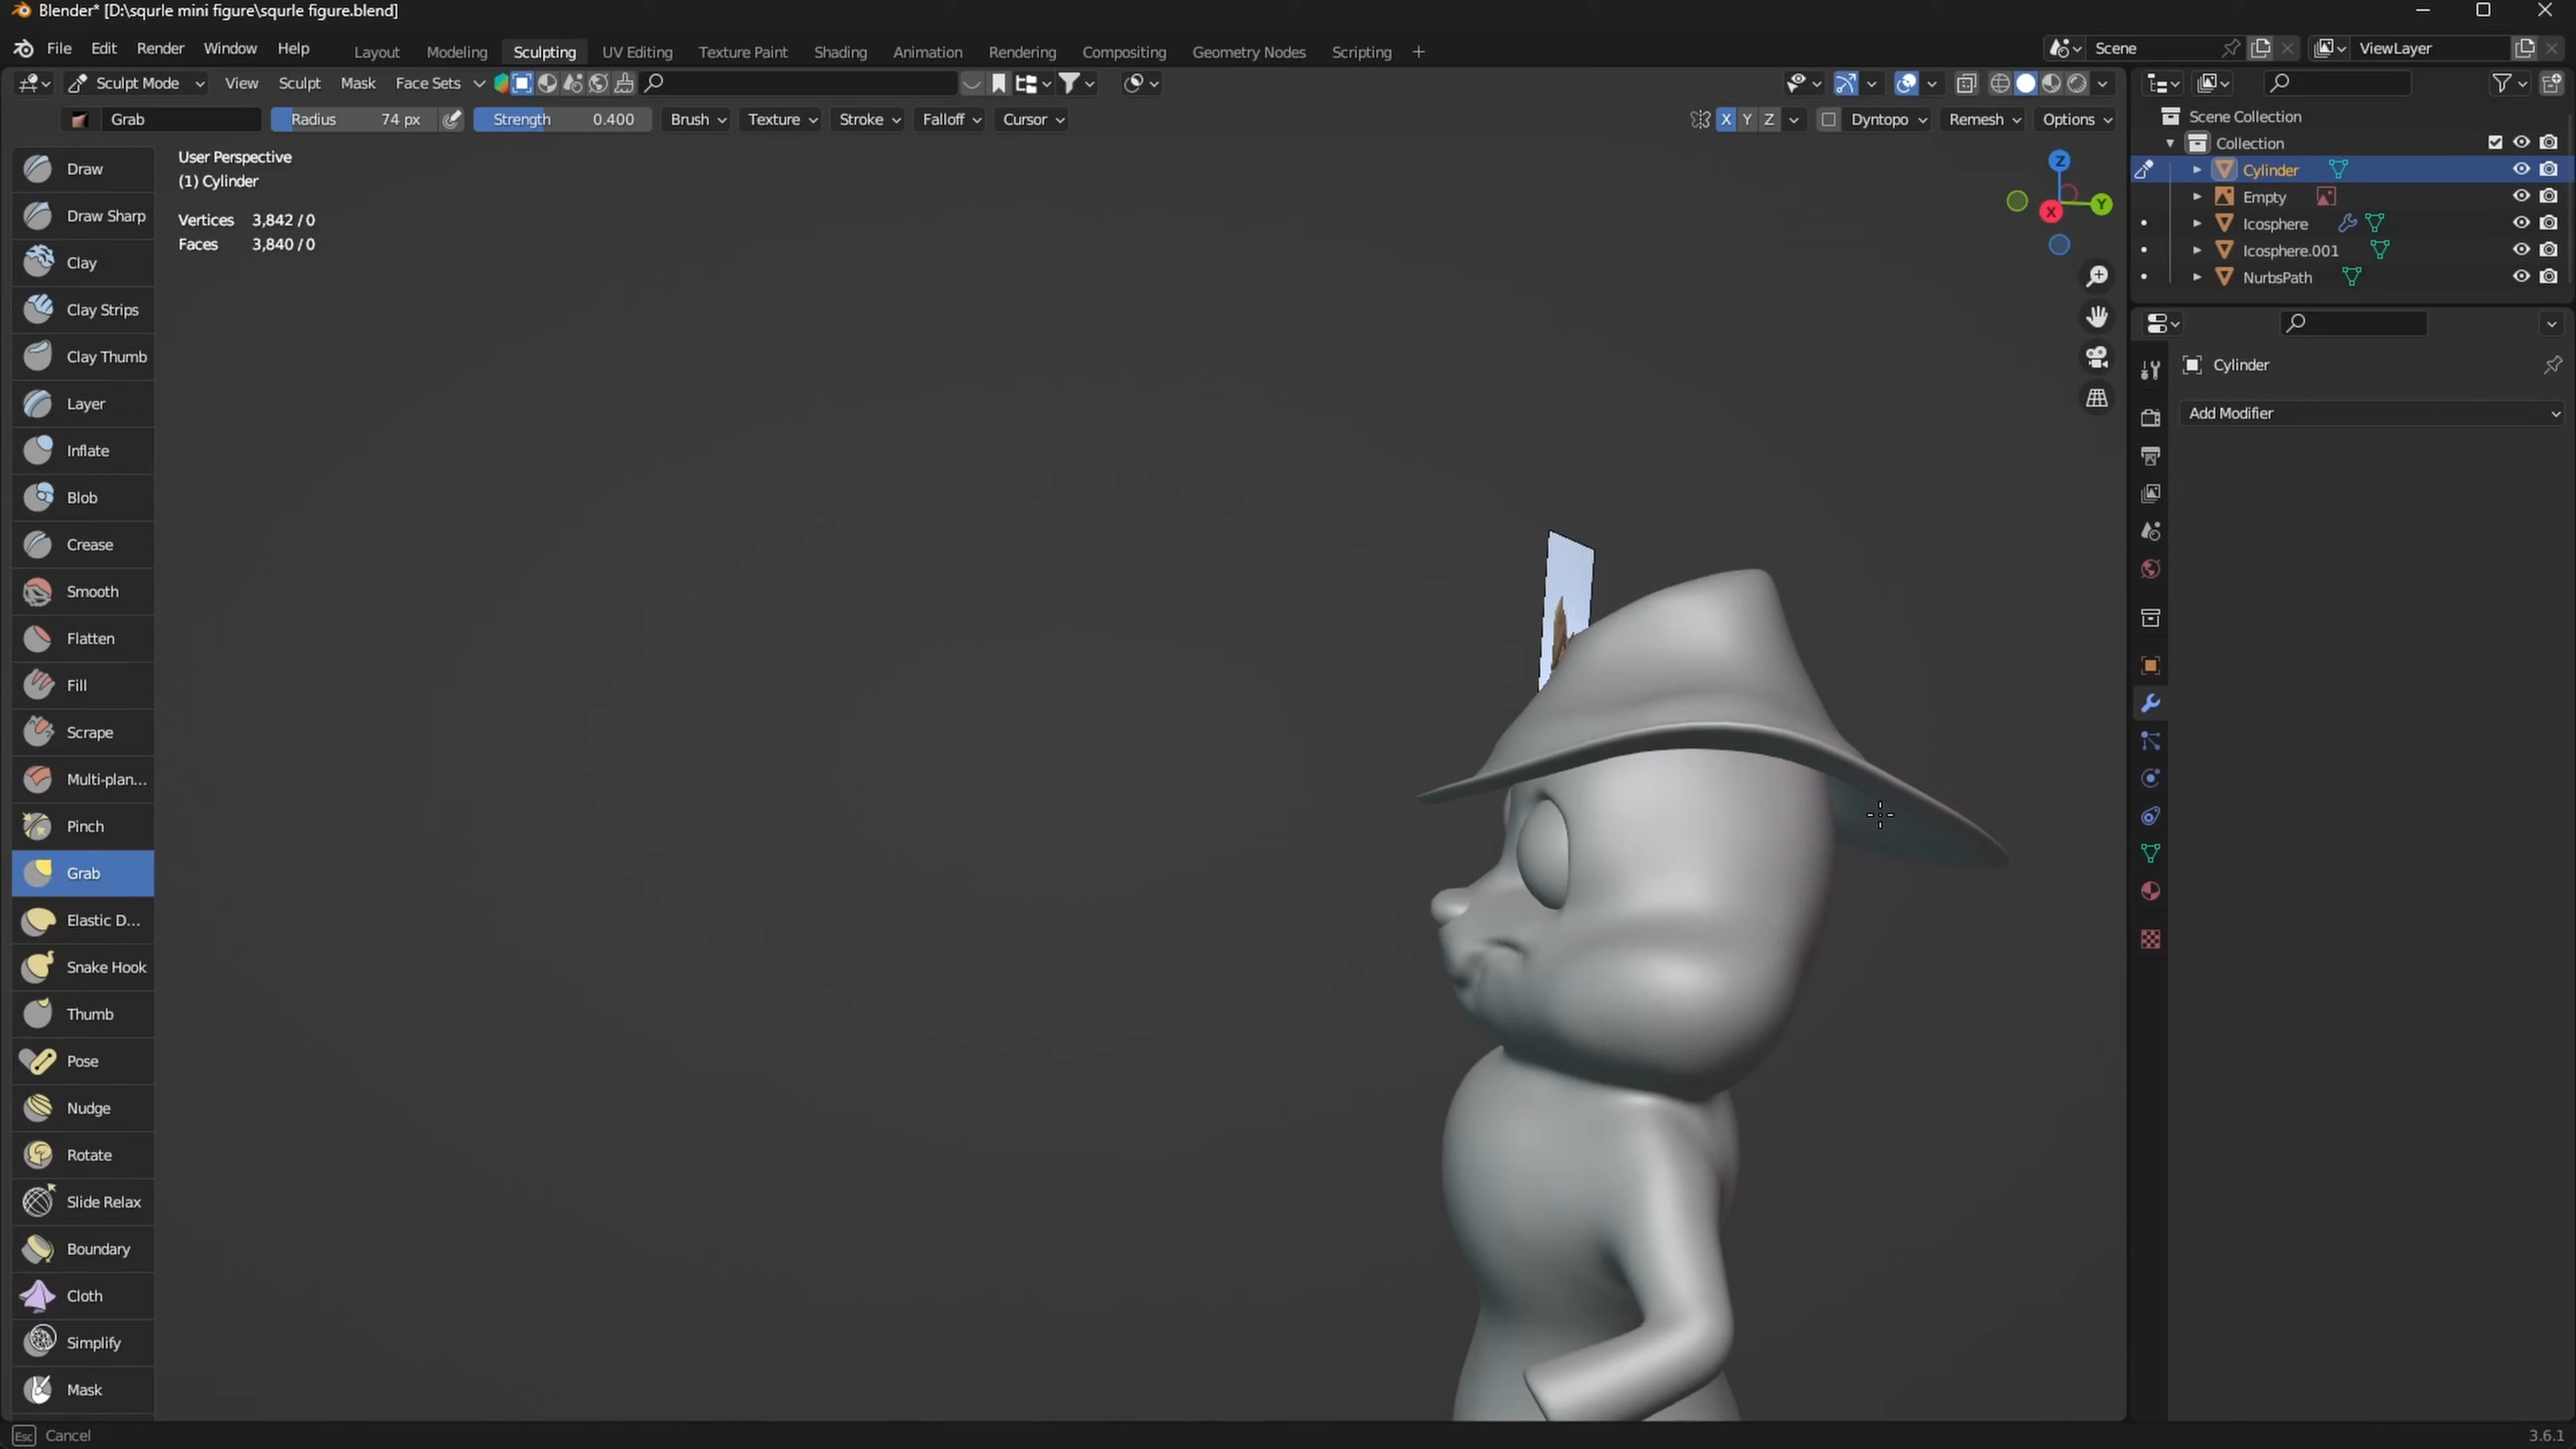 Blender* [D:\squrle mini figure\squrle figure.blend]
File Edit Render Window Help Layout Modeling Sculpting UV Editing Texture Paint Shading Animation Rendering Compositing Geometry Nodes Scripting + Scene ViewLayer
Sculpt Mode View Sculpt Mask Face Sets
Grab Radius 74 px Strength 0.400 Brush Texture Stroke Falloff Cursor X Y Z Dyntopo Remesh Options
User Perspective
(1) Cylinder
Vertices 3,842 / 0
Faces 3,840 / 0
Draw
Draw Sharp
Clay
Clay Strips
Clay Thumb
Layer
Inflate
Blob
Crease
Smooth
Flatten
Fill
Scrape
Multi-plan...
Pinch
Grab
Elastic D...
Snake Hook
Thumb
Pose
Nudge
Rotate
Slide Relax
Boundary
Cloth
Simplify
Mask
Z
Y
X
Scene Collection
Collection
Cylinder
Empty
Icosphere
Icosphere.001
NurbsPath
Cylinder
Add Modifier
Esc Cancel
3.6.1